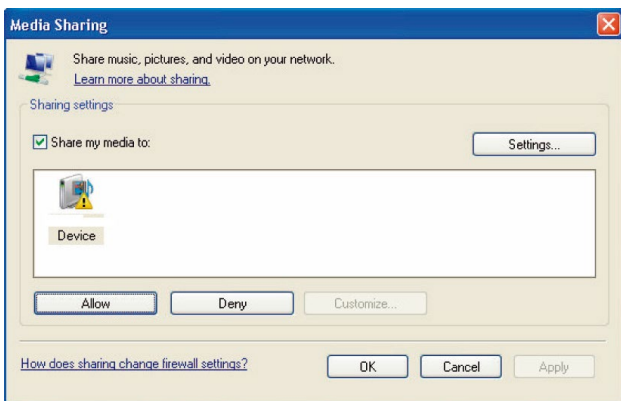 Media Sharing
Share music, pictures, and video on your network.
Learn more about sharing.
Sharing settings
Share my media to:
Settings...
Device
Allow
Deny
Customize...
How does sharing change firewall settings?
OK
Cancel
Apply